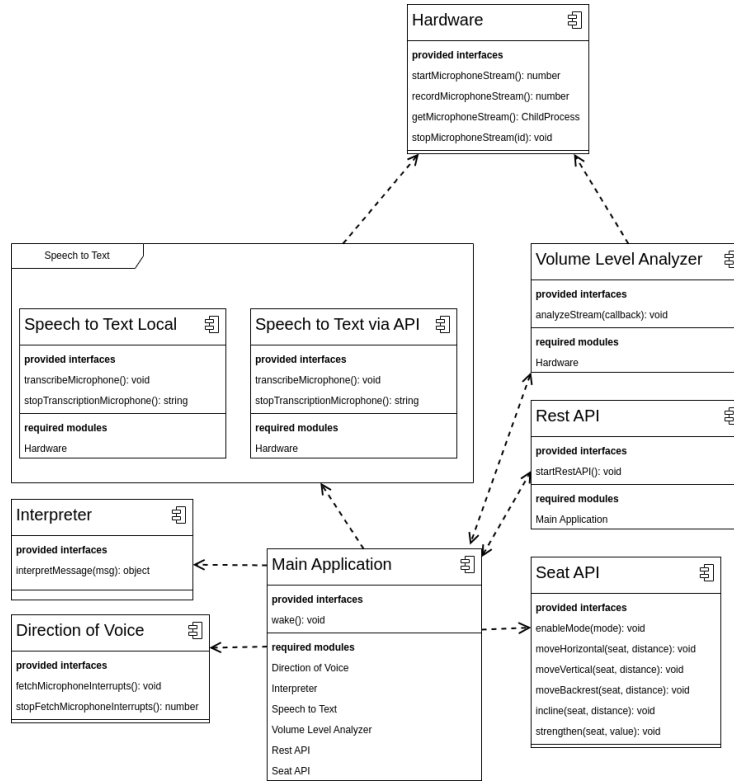 Hardware
provided interfaces
startMicrophoneStream(): number
recordMicrophoneStream(): number
getMicrophoneStream(): ChildProcess
stopMicrophoneStream(id): void
Speech to Text
Speech to Text Local
provided interfaces
transcribeMicrophone(): void
stopTranscriptionMicrophone(): string
required modules
Hardware
Speech to Text via API
provided interfaces
transcribeMicrophone(): void
stopTranscriptionMicrophone(): string
required modules
Hardware
Volume Level Analyzer
provided interfaces
analyzeStream(callback): void
required modules
Hardware
Rest API
provided interfaces
startRestAPI(): void
required modules
Main Application
Interpreter
provided interfaces
interpretMessage(msg): object
Direction of Voice
provided interfaces
fetchMicrophoneInterrupts(): void
stopFetchMicrophoneInterrupts(): number
Main Application
provided interfaces
wake(): void
required modules
Direction of Voice
Interpreter
Speech to Text
Volume Level Analyzer
Rest API
Seat API
Seat API
provided interfaces
enableMode(mode): void
moveHorizontal(seat, distance): void
moveVertical(seat, distance): void
moveBackrest(seat, distance): void
incline(seat, distance): void
strengthen(seat, value): void